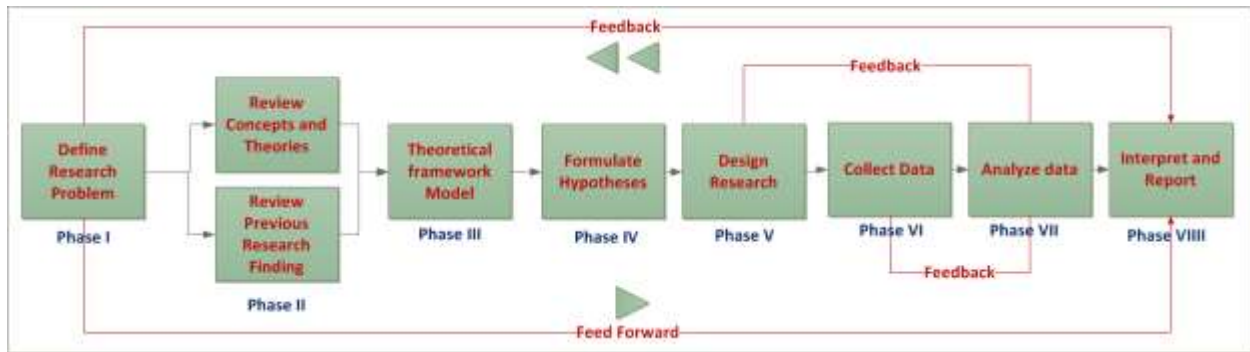 Feedback
Feedback
Define
Research
Problem
Phase I
Review
Concepts and
Theories
Review
Previous
Research
Finding
Phase II
Theoretical
framework
Model
Phase III
Formulate
Hypotheses
Phase IV
Design
Research
Phase V
Collect Data
Phase VI
Analyze data
Phase VII
Interpret and
Report
Phase VIIII
Feedback
Feed Forward